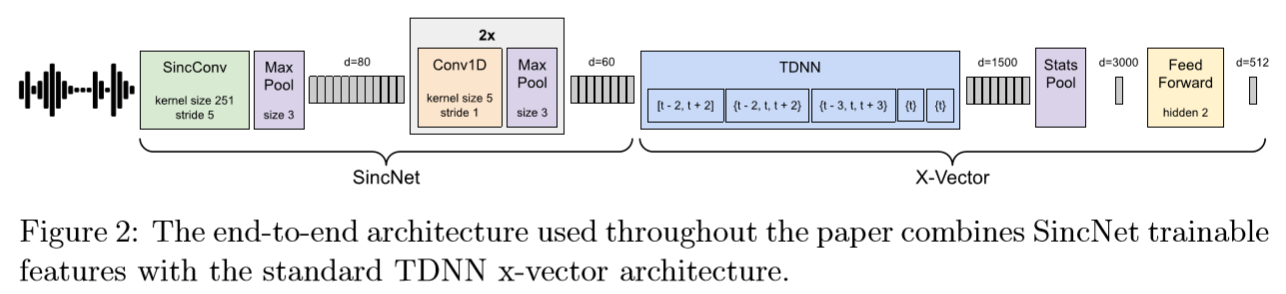 2x
SincConv
kernel size 251
stride 5
Max
Pool
size 3
d=80
Conv1D
kernel size 5
stride 1
Max
Pool
size 3
d=60
TDNN
[t - 2, t + 2]
{t - 2, t, t + 2}
{t - 3, t, t + 3}
{t}
{t}
d=1500
Stats
Pool
d=3000
Feed
Forward
hidden 2
d=512
SincNet
X-Vector
Figure 2: The end-to-end architecture used throughout the paper combines SincNet trainable
features with the standard TDNN x-vector architecture.